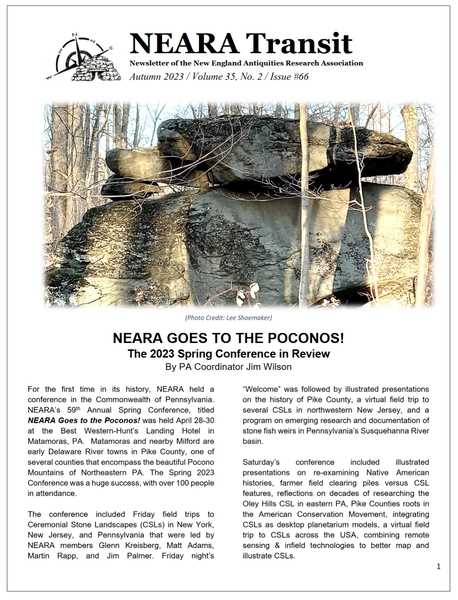 NEARA Transit
Newsletter of the New England Antiquities Research Association
Autumn 2023 / Volume 35, No. 2 / Issue #66
(Photo Credit: Lee Shoemaker)
NEARA GOES TO THE POCONOS!
The 2023 Spring Conference in Review
By PA Coordinator Jim Wilson
For the first time in its history, NEARA held a
conference in the Commonwealth of Pennsylvania.
NEARA's 59th Annual Spring Conference, titled
NEARA Goes to the Poconos! was held April 28-30
at the Best Western-Hunt's Landing Hotel in
Matamoras, PA. Matamoras and nearby Milford are
early Delaware River towns in Pike County, one of
several counties that encompass the beautiful Pocono
Mountains of Northeastern PA. The Spring 2023
Conference was a huge success, with over 100 people
in attendance.
The conference included Friday field trips to
Ceremonial Stone Landscapes (CSLs) in New York,
New Jersey, and Pennsylvania that were led by
NEARA members Glenn Kreisberg, Matt Adams,
Martin Rapp, and Jim Palmer. Friday night's
"Welcome" was followed by illustrated presentations
on the history of Pike County, a virtual field trip to
several CSLs in northwestern New Jersey, and a
program on emerging research and documentation of
stone fish weirs in Pennsylvania's Susquehanna River
basin.
Saturday's conference included illustrated
presentations on re-examining Native American
histories, farmer field clearing piles versus CSL
features, reflections on decades of researching the
Oley Hills CSL in eastern PA, Pike Counties roots in
the American Conservation Movement, integrating
CSLs as desktop planetarium models, a virtual field
trip to CSLs across the USA, combining remote
sensing & infield technologies to better map and
illustrate CSLs.
1